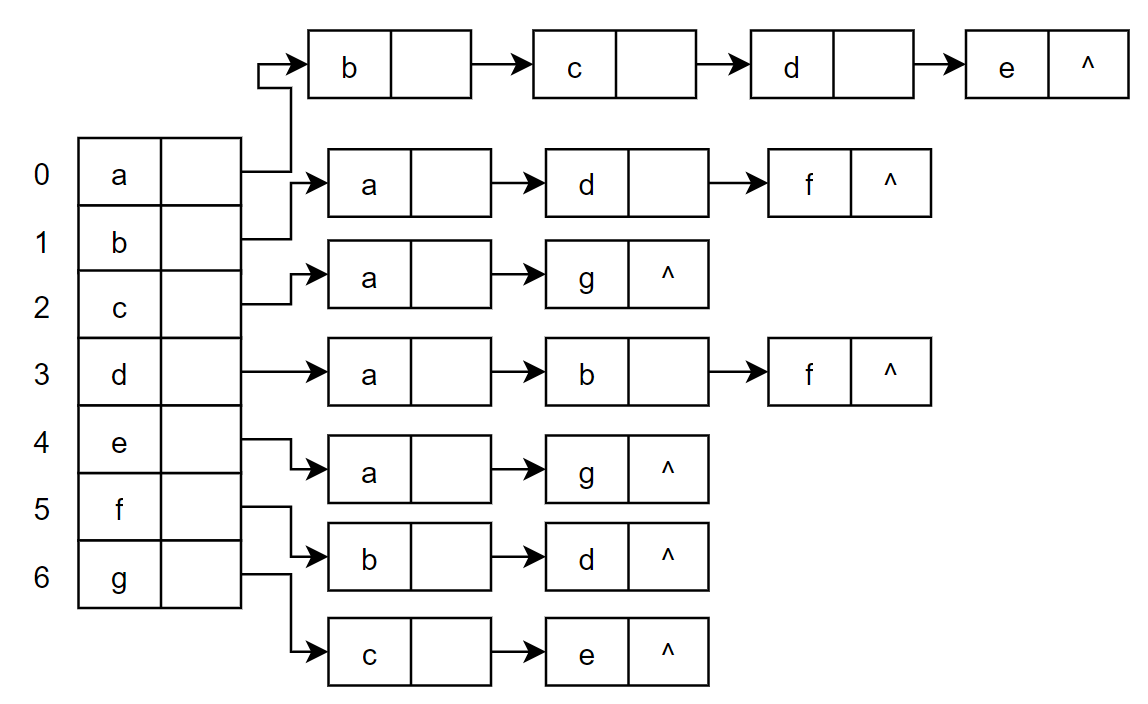 b c d e ^
0 a
a d f ^
1 b
a g ^
2 c
3 d a b f ^
4 e
a g ^
5 f
b d ^
6 g
c e ^